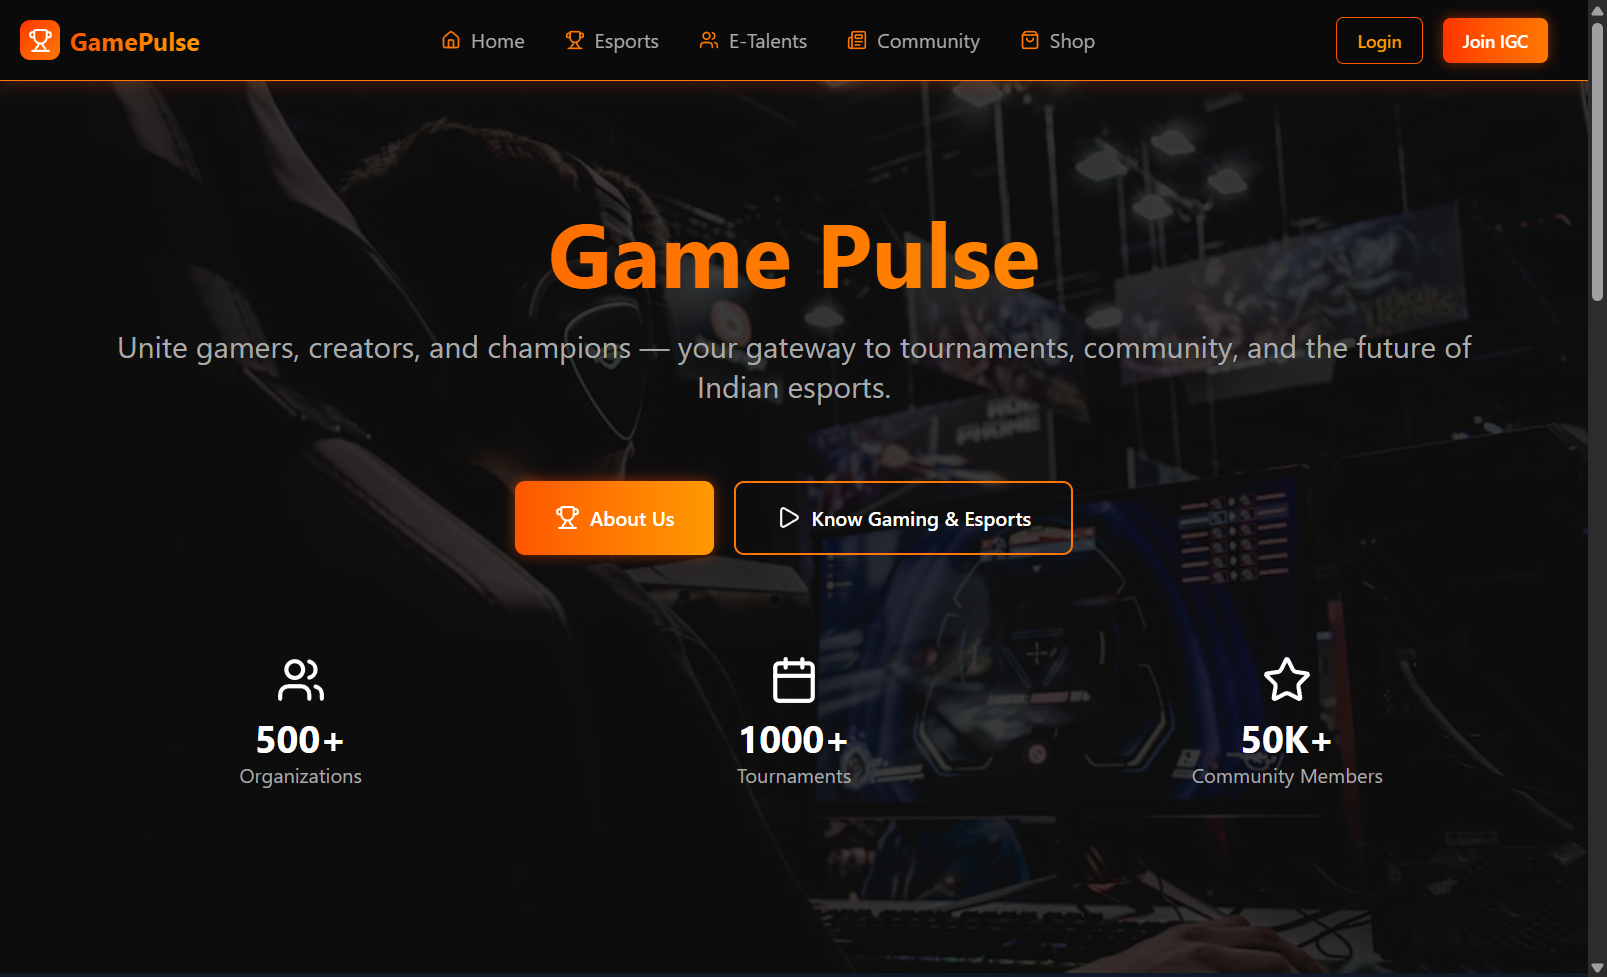 GamePulse
Home
Esports
E-Talents
Community
Shop
Login
Join IGC
Game Pulse
Unite gamers, creators, and champions — your gateway to tournaments, community, and the future of
Indian esports.
About Us
Know Gaming & Esports
500+
Organizations
1000+
Tournaments
50K+
Community Members